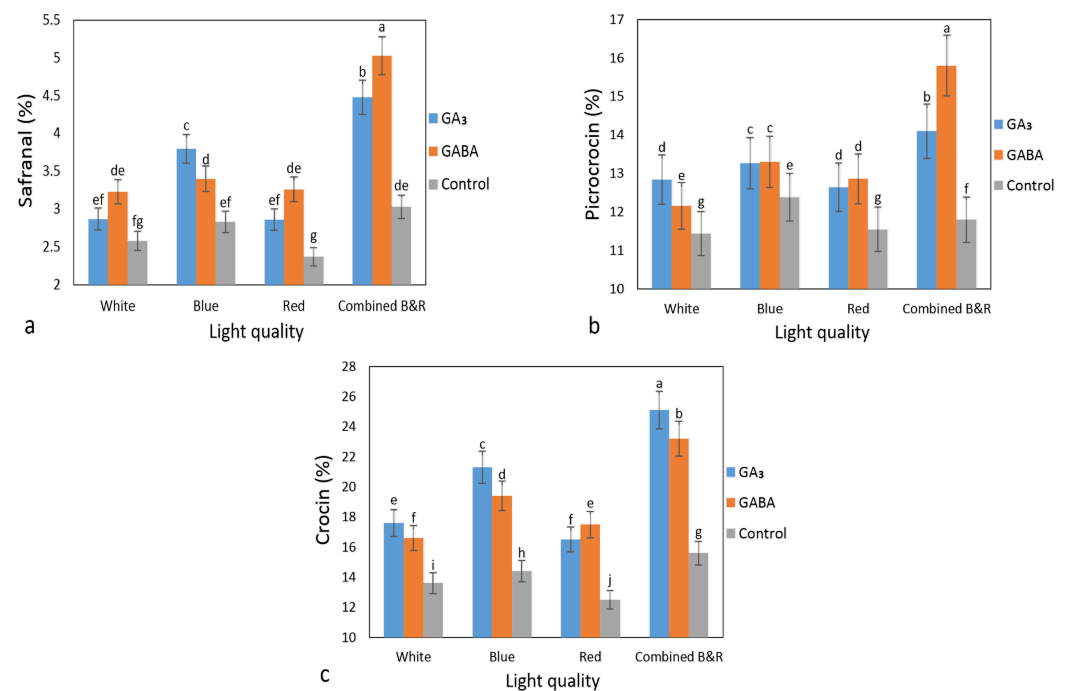 5.5
5
4.5
4
3.5
3
2.5
2
Safranal (%)
ef de fg
c d ef
ef de g
b a de
White Blue Red Combined B&R
Light quality
a
GA₃
GABA
Control
17
16
15
14
13
12
11
10
Picrocrocin (%)
d e g
c c e
d d g
b a f
White Blue Red Combined B&R
Light quality
b
GA₃
GABA
Control
28
26
24
22
20
18
16
14
12
10
Crocin (%)
e f i
c d h
f e j
a b g
White Blue Red Combined B&R
Light quality
c
GA₃
GABA
Control